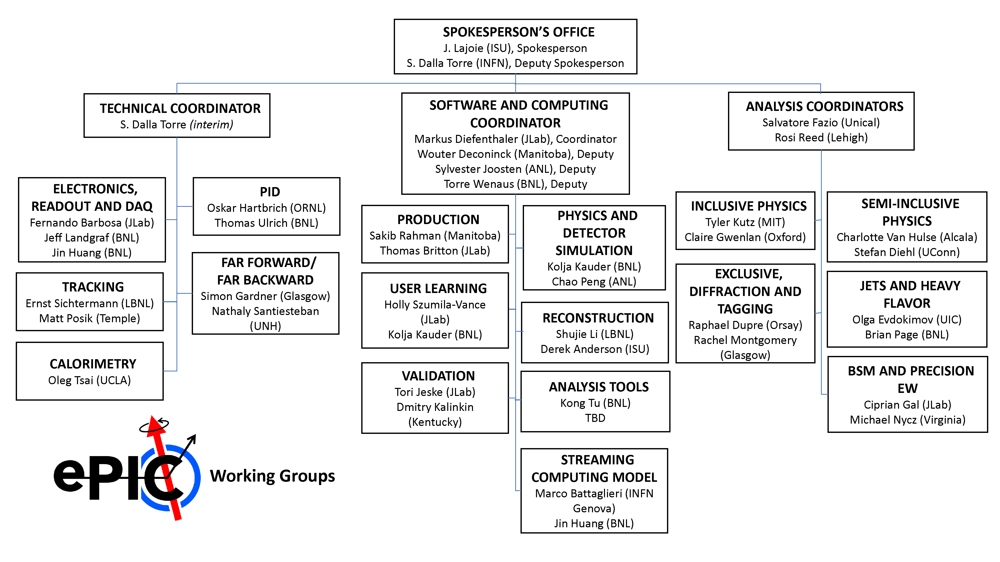 SPOKESPERSON’S OFFICE
J. Lajoie (ISU), Spokesperson
S. Dalla Torre (INFN), Deputy Spokesperson
TECHNICAL COORDINATOR
S. Dalla Torre (interim)
ELECTRONICS,
READOUT AND DAQ
Fernando Barbosa (JLab)
Jeff Landgraf (BNL)
Jin Huang (BNL)
PID
Oskar Hartbrich (ORNL)
Thomas Ulrich (BNL)
TRACKING
Ernst Sichtermann (LBNL)
Matt Posik (Temple)
FAR FORWARD/
FAR BACKWARD
Simon Gardner (Glasgow)
Nathaly Santiesteban
(UNH)
CALORIMETRY
Oleg Tsai (UCLA)
SOFTWARE AND COMPUTING
COORDINATOR
Markus Diefenthaler (JLab), Coordinator
Wouter Deconinck (Manitoba), Deputy
Sylvester Joosten (ANL), Deputy
Torre Wenaus (BNL), Deputy
PRODUCTION
Sakib Rahman (Manitoba)
Thomas Britton (JLab)
PHYSICS AND
DETECTOR
SIMULATION
Kolja Kauder (BNL)
Chao Peng (ANL)
USER LEARNING
Holly Szumila-Vance
(JLab)
Kolja Kauder (BNL)
RECONSTRUCTION
Shujie Li (LBNL)
Derek Anderson (ISU)
VALIDATION
Tori Jeske (JLab)
Dmitry Kalinkin
(Kentucky)
ANALYSIS TOOLS
Kong Tu (BNL)
TBD
STREAMING
COMPUTING MODEL
Marco Battaglieri (INFN
Genova)
Jin Huang (BNL)
ANALYSIS COORDINATORS
Salvatore Fazio (Unical)
Rosi Reed (Lehigh)
INCLUSIVE PHYSICS
Tyler Kutz (MIT)
Claire Gwenlan (Oxford)
SEMI-INCLUSIVE
PHYSICS
Charlotte Van Hulse (Alcala)
Stefan Diehl (UConn)
EXCLUSIVE,
DIFFRACTION AND
TAGGING
Raphael Dupre (Orsay)
Rachel Montgomery
(Glasgow)
JETS AND HEAVY
FLAVOR
Olga Evdokimov (UIC)
Brian Page (BNL)
BSM AND PRECISION
EW
Ciprian Gal (JLab)
Michael Nycz (Virginia)
ePIC
Working Groups